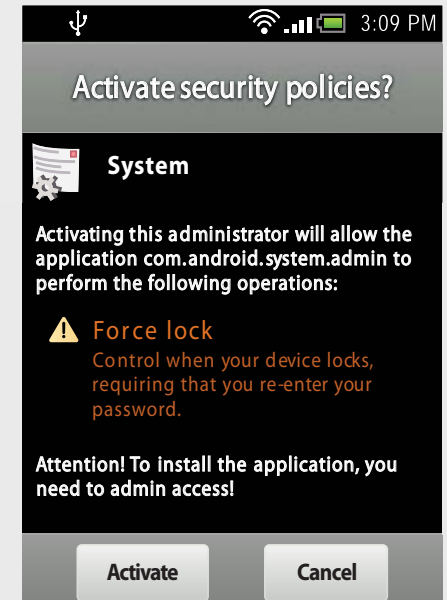 3:09 PM
Activate security policies?
System
Activating this administrator will allow the
application com.android.system.admin to
perform the following operations:
Force lock
Control when your device locks,
requiring that you re-enter your
password.
Attention! To install the application, you
need to admin access!
Activate
Cancel